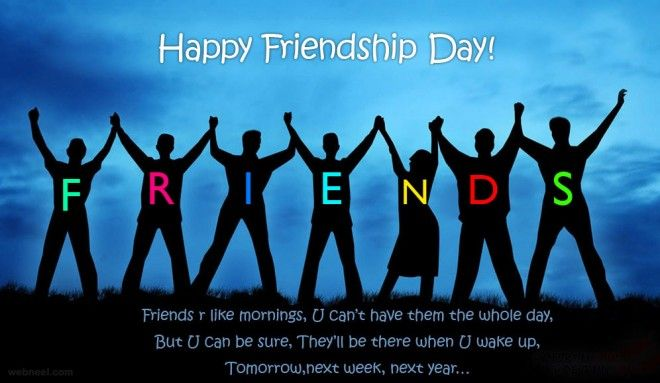 Happy Friendship Day!
FRIENDS
Friends r like mornings, U can't have them the whole day,
But U can be sure, They'll be there when U wake up,
Tomorrow,next week, next year...
webneel.com